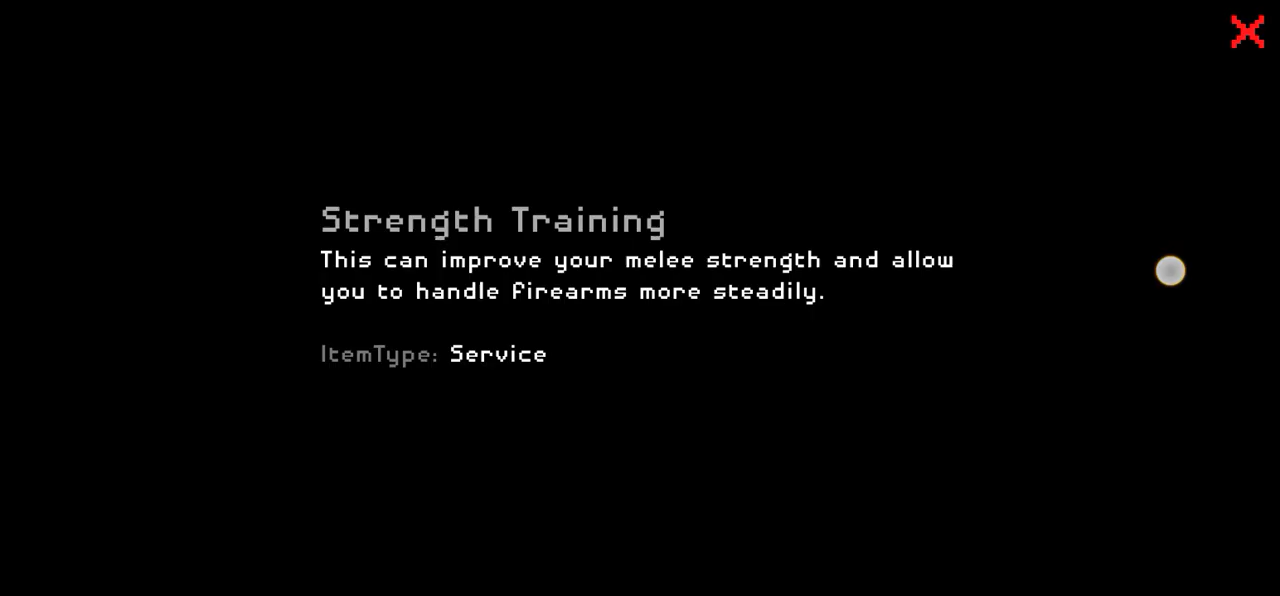 Strength Training
This can improve your melee strength and allow
you to handle firearms more steadily.
ItemType: Service